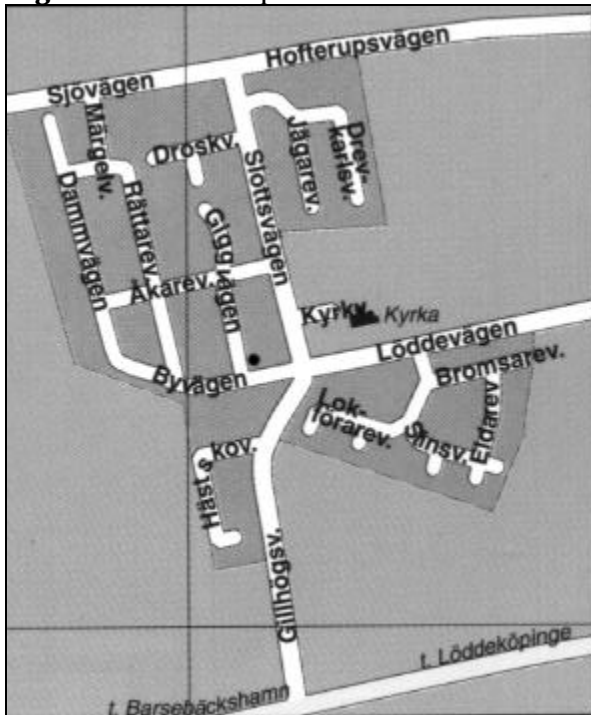 Hofterupsvägen
Sjövägen
Märgelv.
Droskv.
Jägarev.
Drev-
karlsv.
Slottsvägen
Rättarev.
Dammvägen
Giggvägen
Åkarev.
Kyrkv.
Kyrka
Löddevägen
Byvägen
Bromsarev.
Lok-
förarev.
Stinsv.
Eldarev.
Hästskov.
Gillhögsv.
t. Löddeköpinge
t. Barsebäckshamn